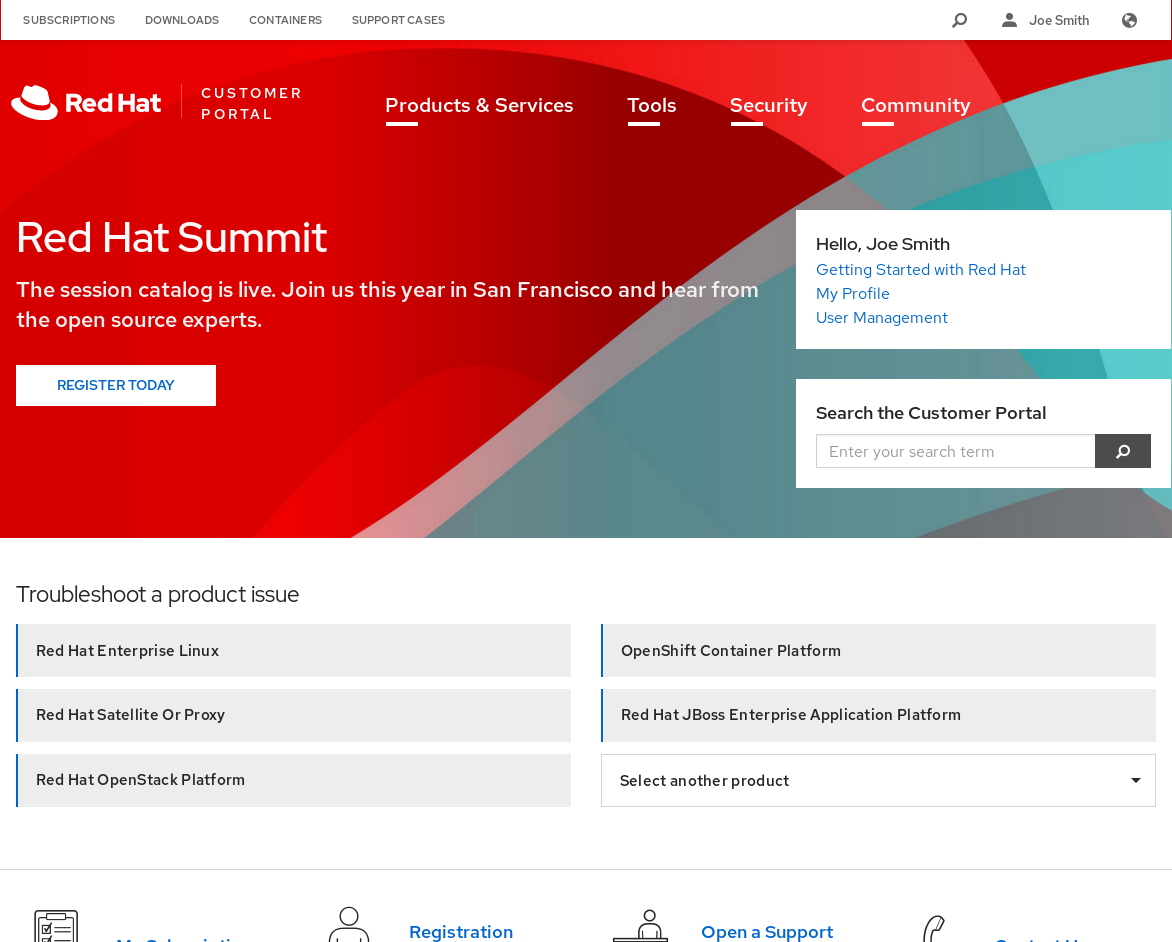 SUBSCRIPTIONS DOWNLOADS CONTAINERS SUPPORT CASES Joe Smith
Red Hat CUSTOMER PORTAL
Products & Services Tools Security Community
Red Hat Summit
The session catalog is live. Join us this year in San Francisco and hear from
the open source experts.
REGISTER TODAY
Hello, Joe Smith
Getting Started with Red Hat
My Profile
User Management
Search the Customer Portal
Enter your search term
Troubleshoot a product issue
Red Hat Enterprise Linux
OpenShift Container Platform
Red Hat Satellite Or Proxy
Red Hat JBoss Enterprise Application Platform
Red Hat OpenStack Platform
Select another product
Registration
Open a Support